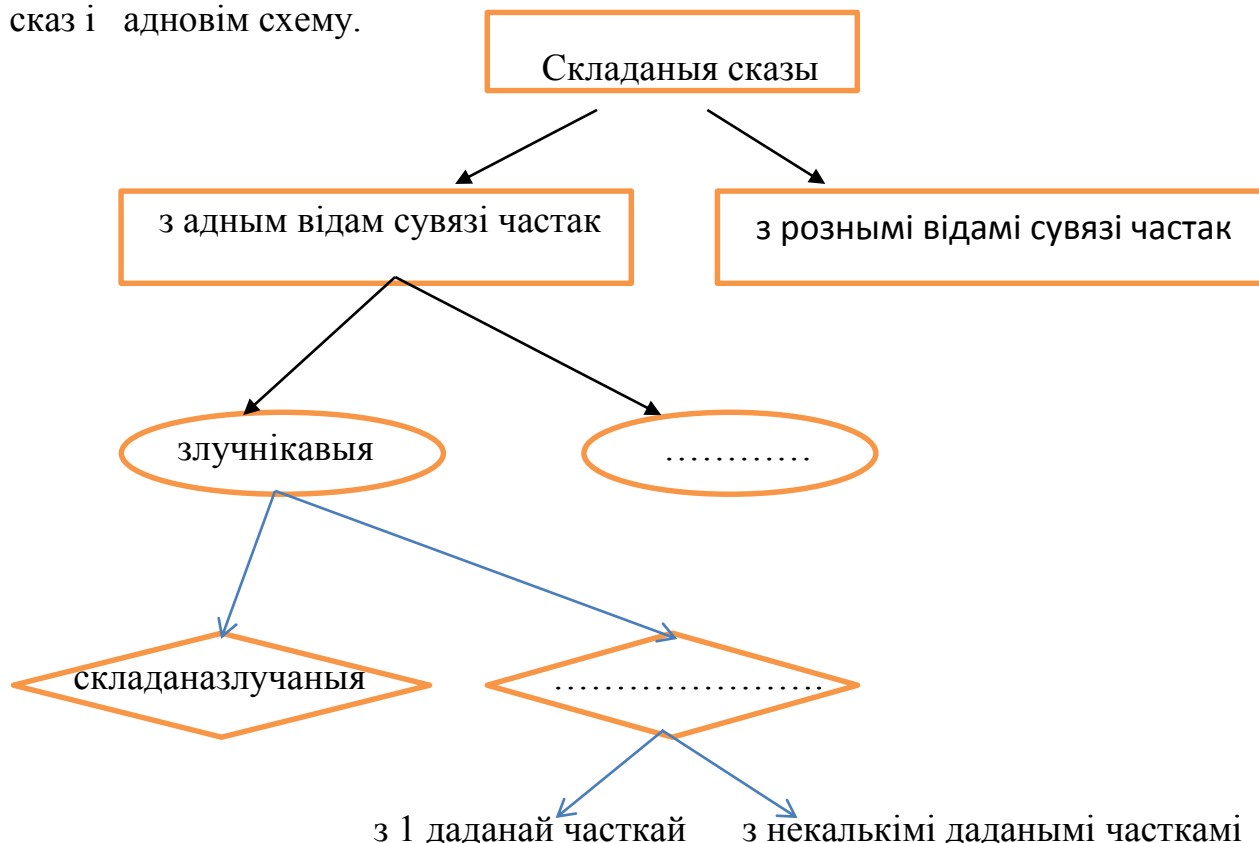 сказ і адновім схему.
Складаныя сказы
з адным відам сувязі частак
з рознымі відамі сувязі частак
злучнікавыя
…………
складаназлучаныя
……………………
з 1 даданай часткай
з некалькімі даданымі часткамі